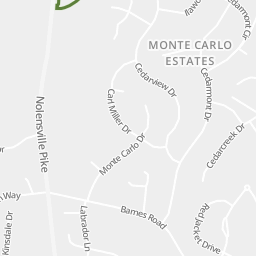 MONTE CARLO
ESTATES
Cedarview Dr
Cedarmont Dr
Cedarmont Cir
Carl Miller Dr
Nolensville Pike
Monte Carlo Dr
Cedarcreek Dr
Way
Barnes Road
Labrador Ln
Kinsdale Dr
Red Jacket Drive